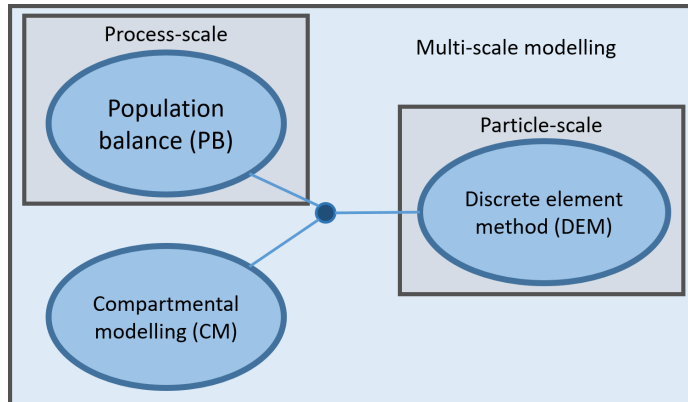 Process-scale
Multi-scale modelling
Population
balance (PB)
Particle-scale
Discrete element
method (DEM)
Compartmental
modelling (CM)